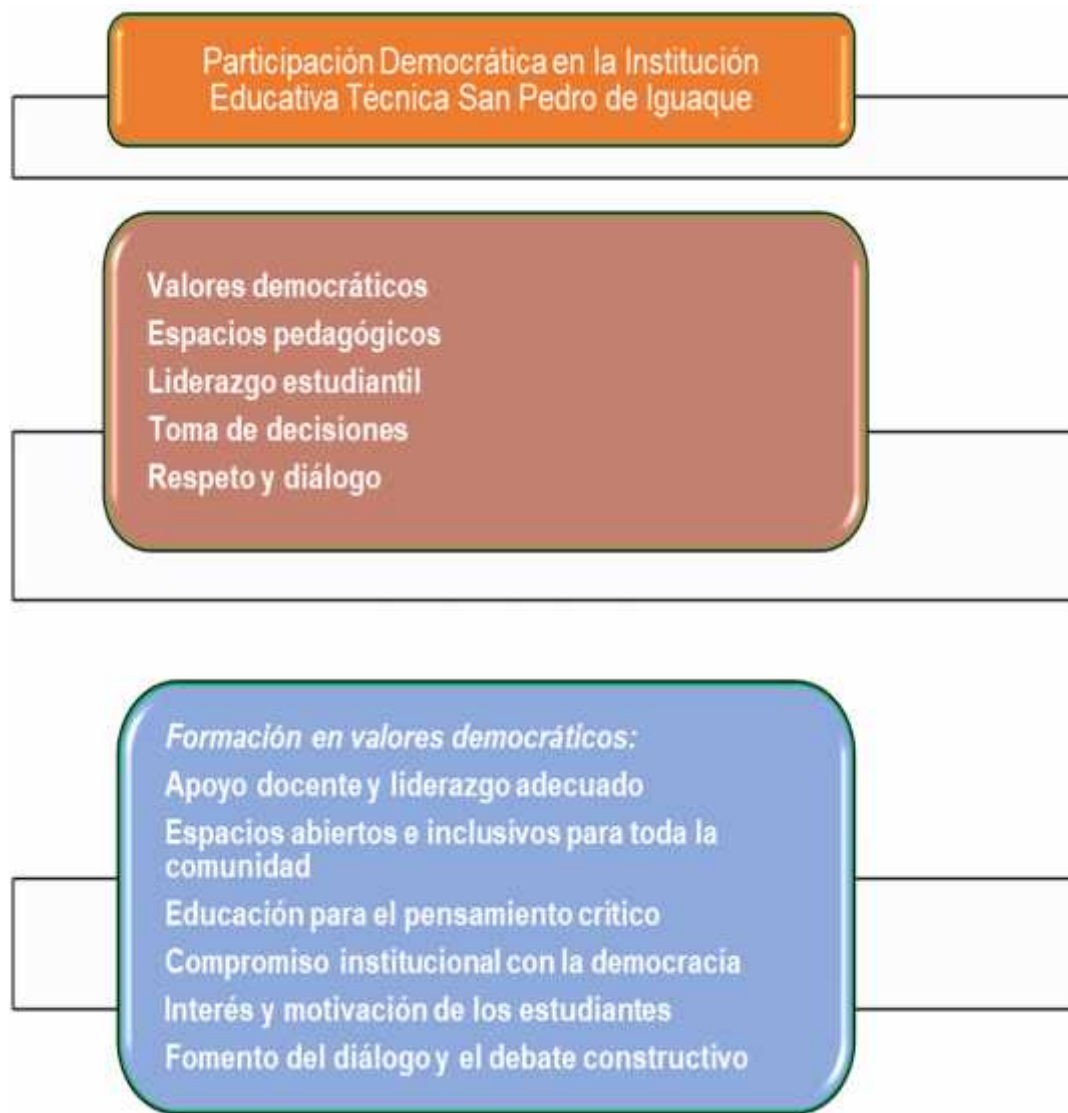 Participación Democrática en la Institución
Educativa Técnica San Pedro de Iguaque
Valores democráticos
Espacios pedagógicos
Liderazgo estudiantil
Toma de decisiones
Respeto y diálogo
Formación en valores democráticos:
Apoyo docente y liderazgo adecuado
Espacios abiertos e inclusivos para toda la
comunidad
Educación para el pensamiento crítico
Compromiso institucional con la democracia
Interés y motivación de los estudiantes
Fomento del diálogo y el debate constructivo